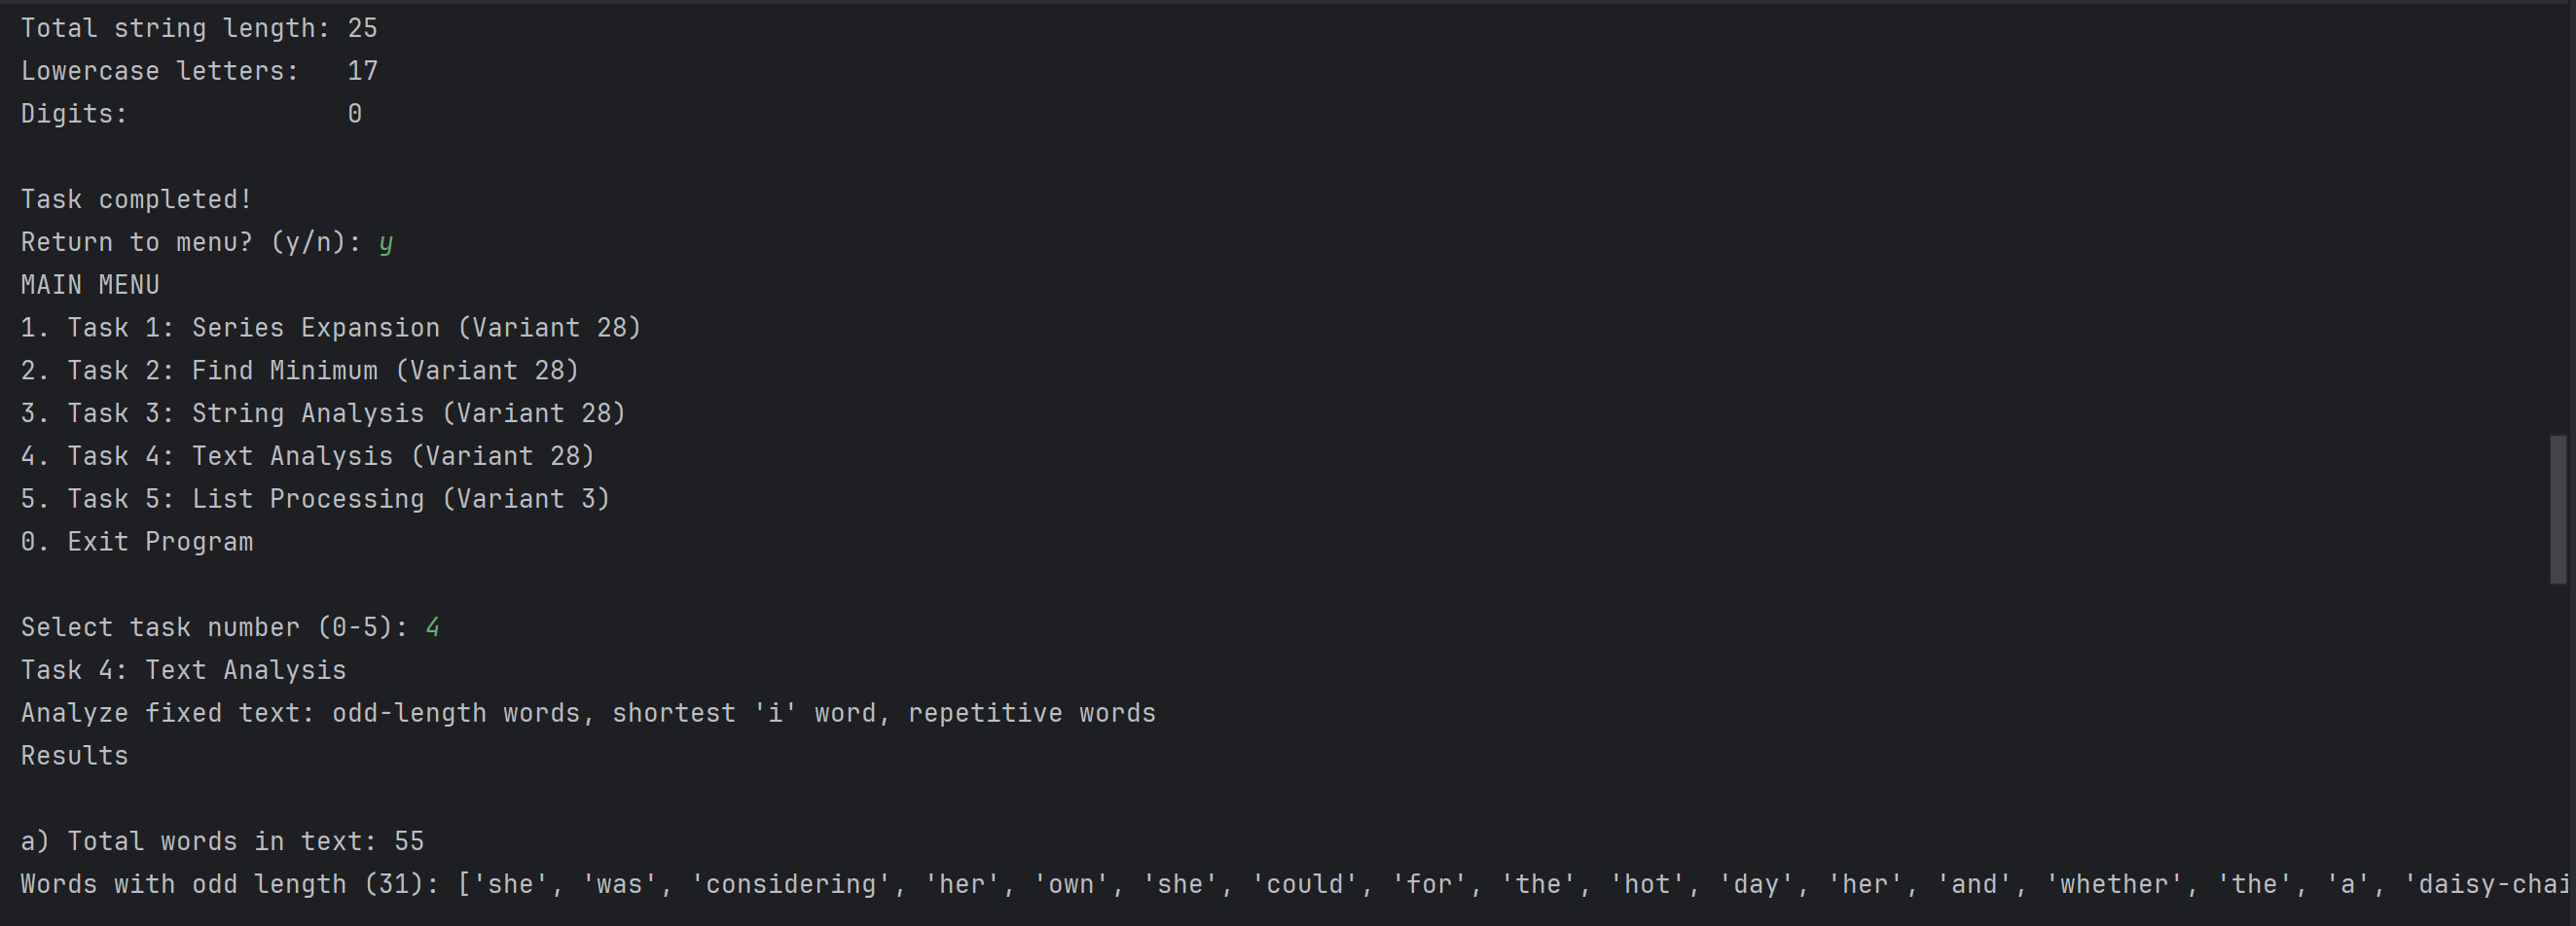 Total string length: 25
Lowercase letters:   17
Digits:              0
Task completed!
Return to menu? (y/n): y
MAIN MENU
1. Task 1: Series Expansion (Variant 28)
2. Task 2: Find Minimum (Variant 28)
3. Task 3: String Analysis (Variant 28)
4. Task 4: Text Analysis (Variant 28)
5. Task 5: List Processing (Variant 3)
0. Exit Program
Select task number (0-5): 4
Task 4: Text Analysis
Analyze fixed text: odd-length words, shortest 'i' word, repetitive words
Results
a) Total words in text: 55
Words with odd length (31): ['she', 'was', 'considering', 'her', 'own', 'she', 'could', 'for', 'the', 'hot', 'day', 'her', 'and', 'whether', 'the', 'a', 'daisy-chai